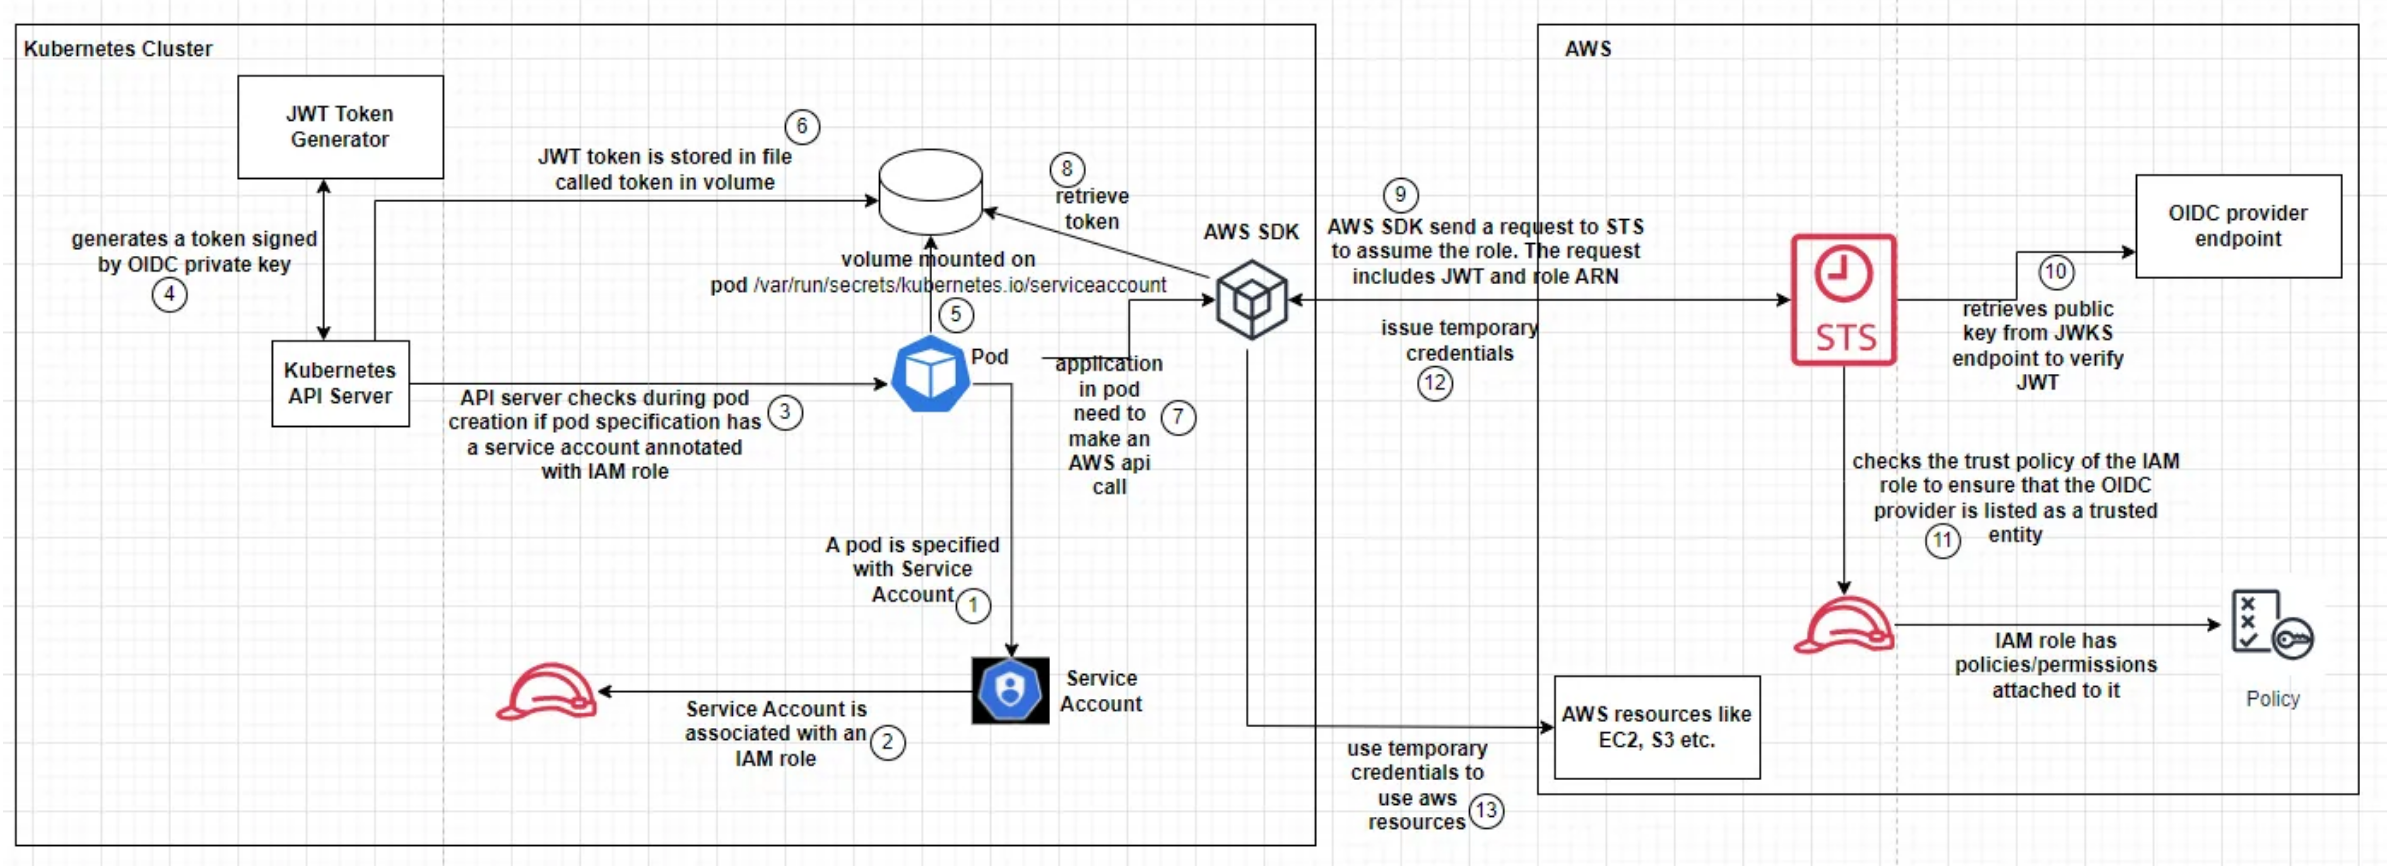 Kubernetes Cluster
JWT Token
Generator
6
JWT token is stored in file
called token in volume
generates a token signed
by OIDC private key
4
Kubernetes
API Server
API server checks during pod
creation if pod specification has
a service account annotated
with IAM role
3
8
retrieve
token
volume mounted on
pod /var/run/secrets/kubernetes.io/serviceaccount
5
Pod
AWS SDK
application
in pod
need to
make an
AWS api
call
7
A pod is specified
with Service
Account
1
Service
Account
Service Account is
associated with an
IAM role
2
9
AWS SDK send a request to STS
to assume the role. The request
includes JWT and role ARN
issue temporary
credentials
12
use temporary
credentials to
use aws
resources
13
AWS
STS
OIDC provider
endpoint
10
retrieves public
key from JWKS
endpoint to verify
JWT
checks the trust policy of the IAM
role to ensure that the OIDC
provider is listed as a trusted
entity
11
IAM role has
policies/permissions
attached to it
Policy
AWS resources like
EC2, S3 etc.